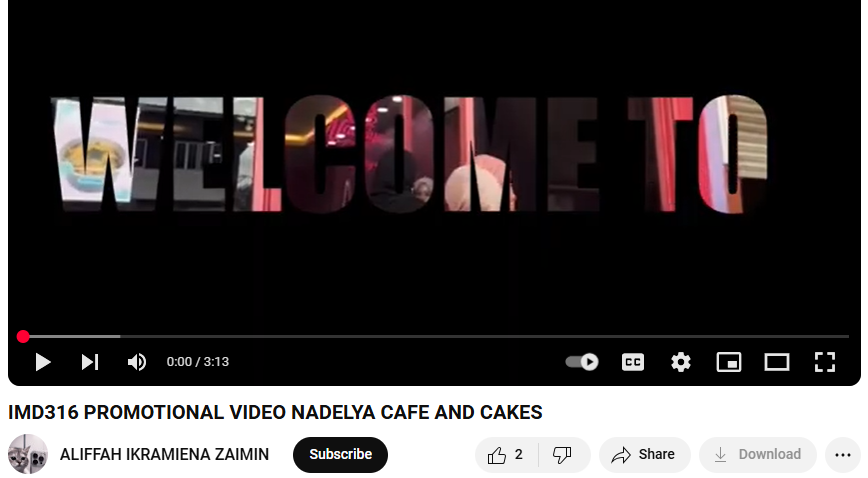 WELCOME TO
0:00 / 3:13
CC
IMD316 PROMOTIONAL VIDEO NADELYA CAFE AND CAKES
ALIFFAH IKRAMIENA ZAIMIN
Subscribe
2
Share
Download